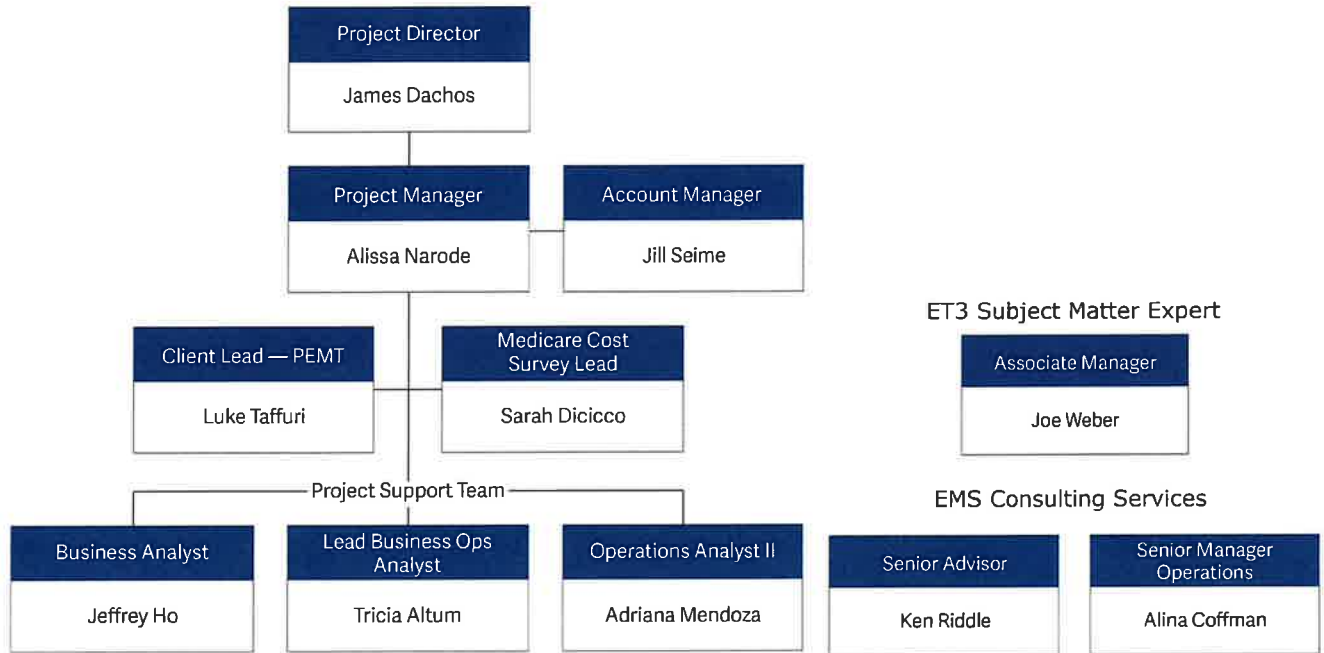 Project Director
James Dachos
Project Manager
Alissa Narode
Account Manager
Jill Seime
Client Lead — PEMT
Luke Taffuri
Medicare Cost
Survey Lead
Sarah Dicicco
Project Support Team
Business Analyst
Jeffrey Ho
Lead Business Ops
Analyst
Tricia Altum
Operations Analyst II
Adriana Mendoza
ET3 Subject Matter Expert
Associate Manager
Joe Weber
EMS Consulting Services
Senior Advisor
Ken Riddle
Senior Manager
Operations
Alina Coffman